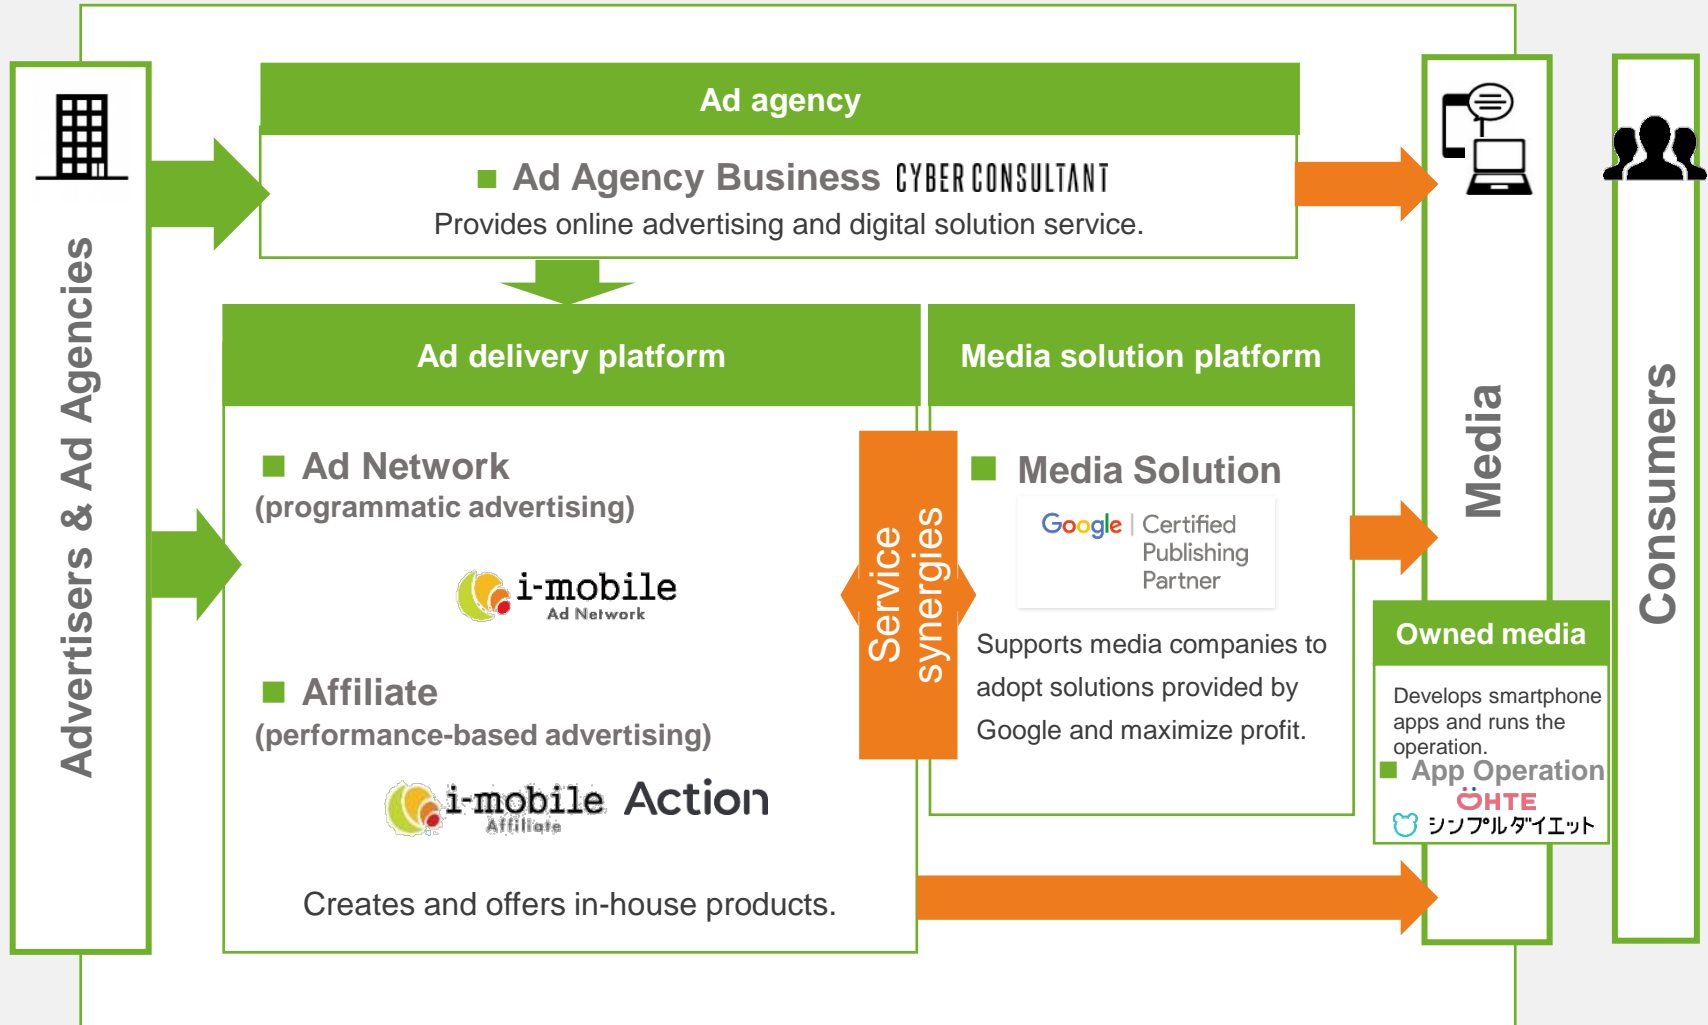 Advertisers & Ad Agencies
Ad agency
■ Ad Agency Business CYBER CONSULTANT
Provides online advertising and digital solution service.
Ad delivery platform
■ Ad Network
(programmatic advertising)
i-mobile
Ad Network
■ Affiliate
(performance-based advertising)
i-mobile Action
Affiliate
Creates and offers in-house products.
Service
synergies
Media solution platform
■ Media Solution
Google | Certified
Publishing
Partner
Supports media companies to
adopt solutions provided by
Google and maximize profit.
Media
Owned media
Develops smartphone
apps and runs the
operation.
■ App Operation
OHTE
シンプルダイエット
Consumers